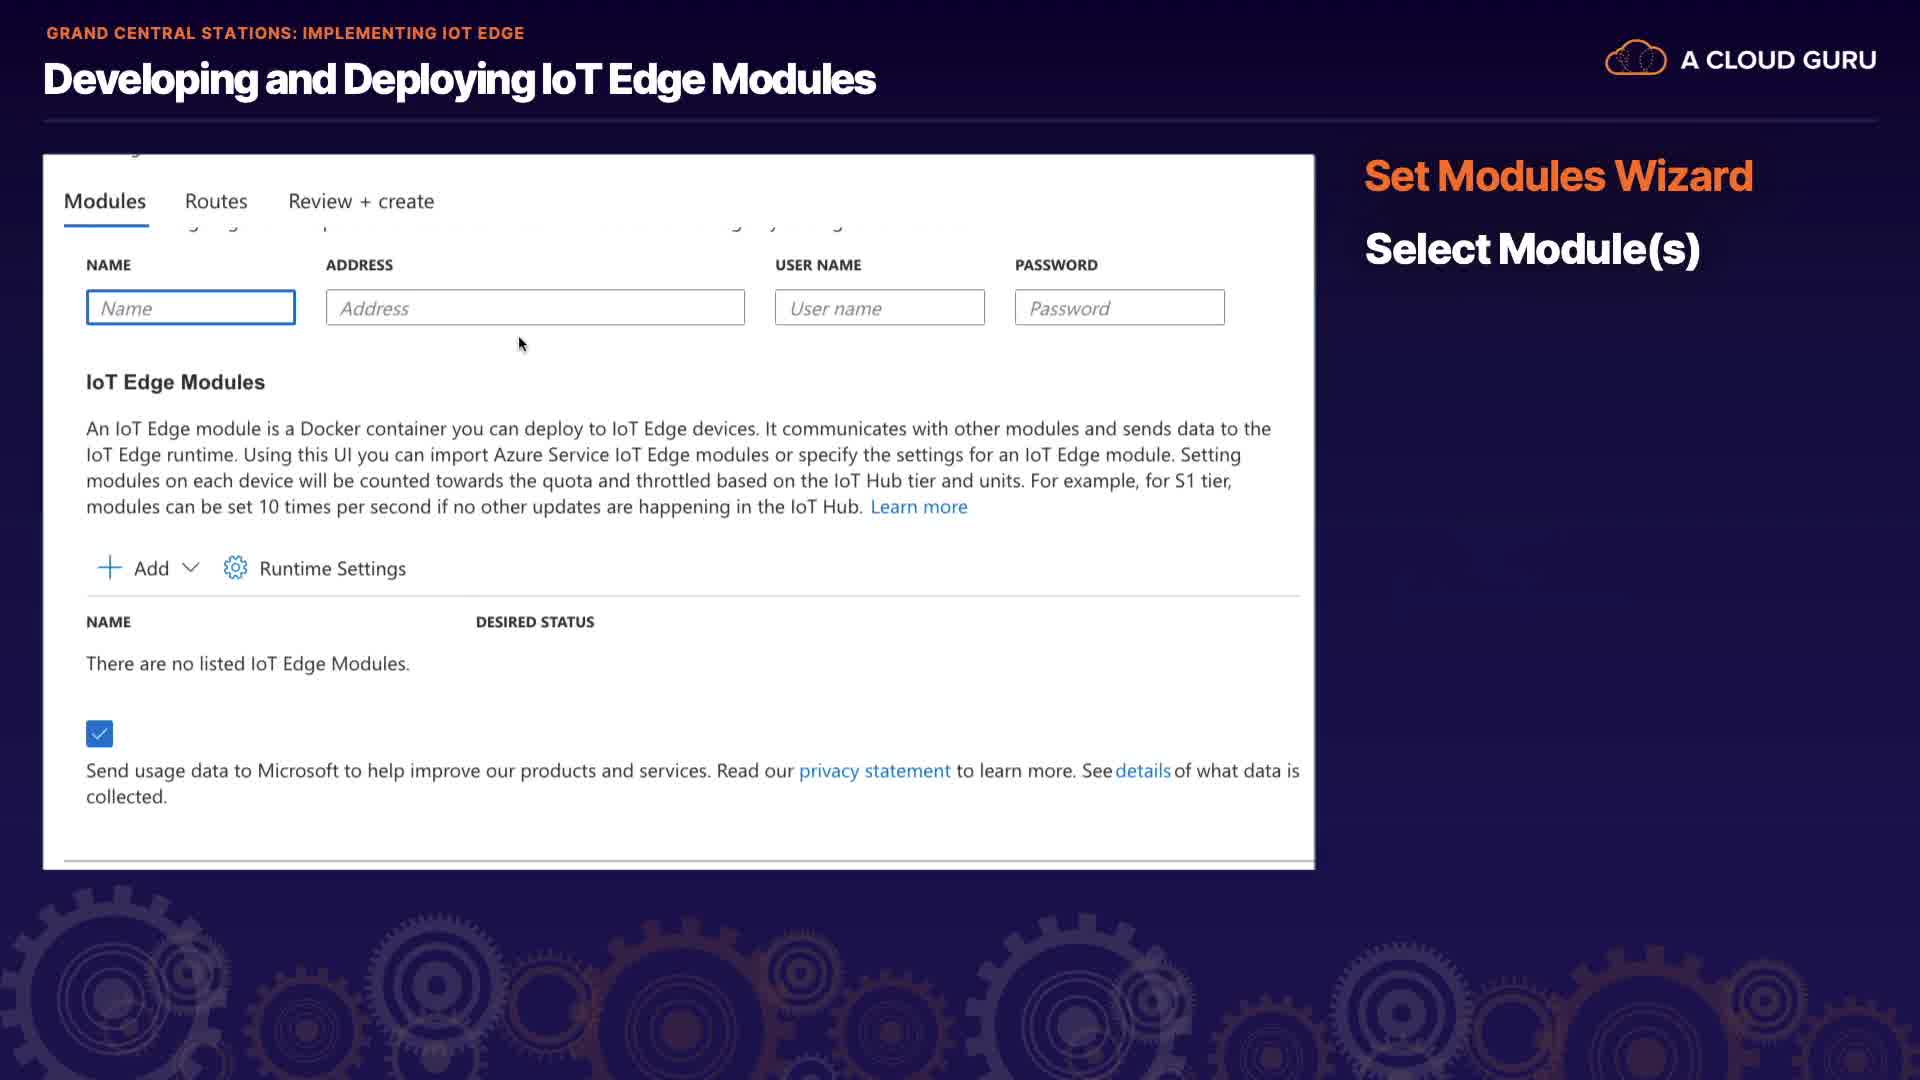 GRAND CENTRAL STATIONS: IMPLEMENTING IOT EDGE
Developing and Deploying IoT Edge Modules
A CLOUD GURU
Set Modules Wizard
Select Module(s)
Modules Routes Review + create
NAME ADDRESS USER NAME PASSWORD
Name Address User name Password
IoT Edge Modules
An IoT Edge module is a Docker container you can deploy to IoT Edge devices. It communicates with other modules and sends data to the
IoT Edge runtime. Using this UI you can import Azure Service IoT Edge modules or specify the settings for an IoT Edge module. Setting
modules on each device will be counted towards the quota and throttled based on the IoT Hub tier and units. For example, for S1 tier,
modules can be set 10 times per second if no other updates are happening in the IoT Hub. Learn more
Add Runtime Settings
NAME DESIRED STATUS
There are no listed IoT Edge Modules.
Send usage data to Microsoft to help improve our products and services. Read our privacy statement to learn more. See details of what data is
collected.